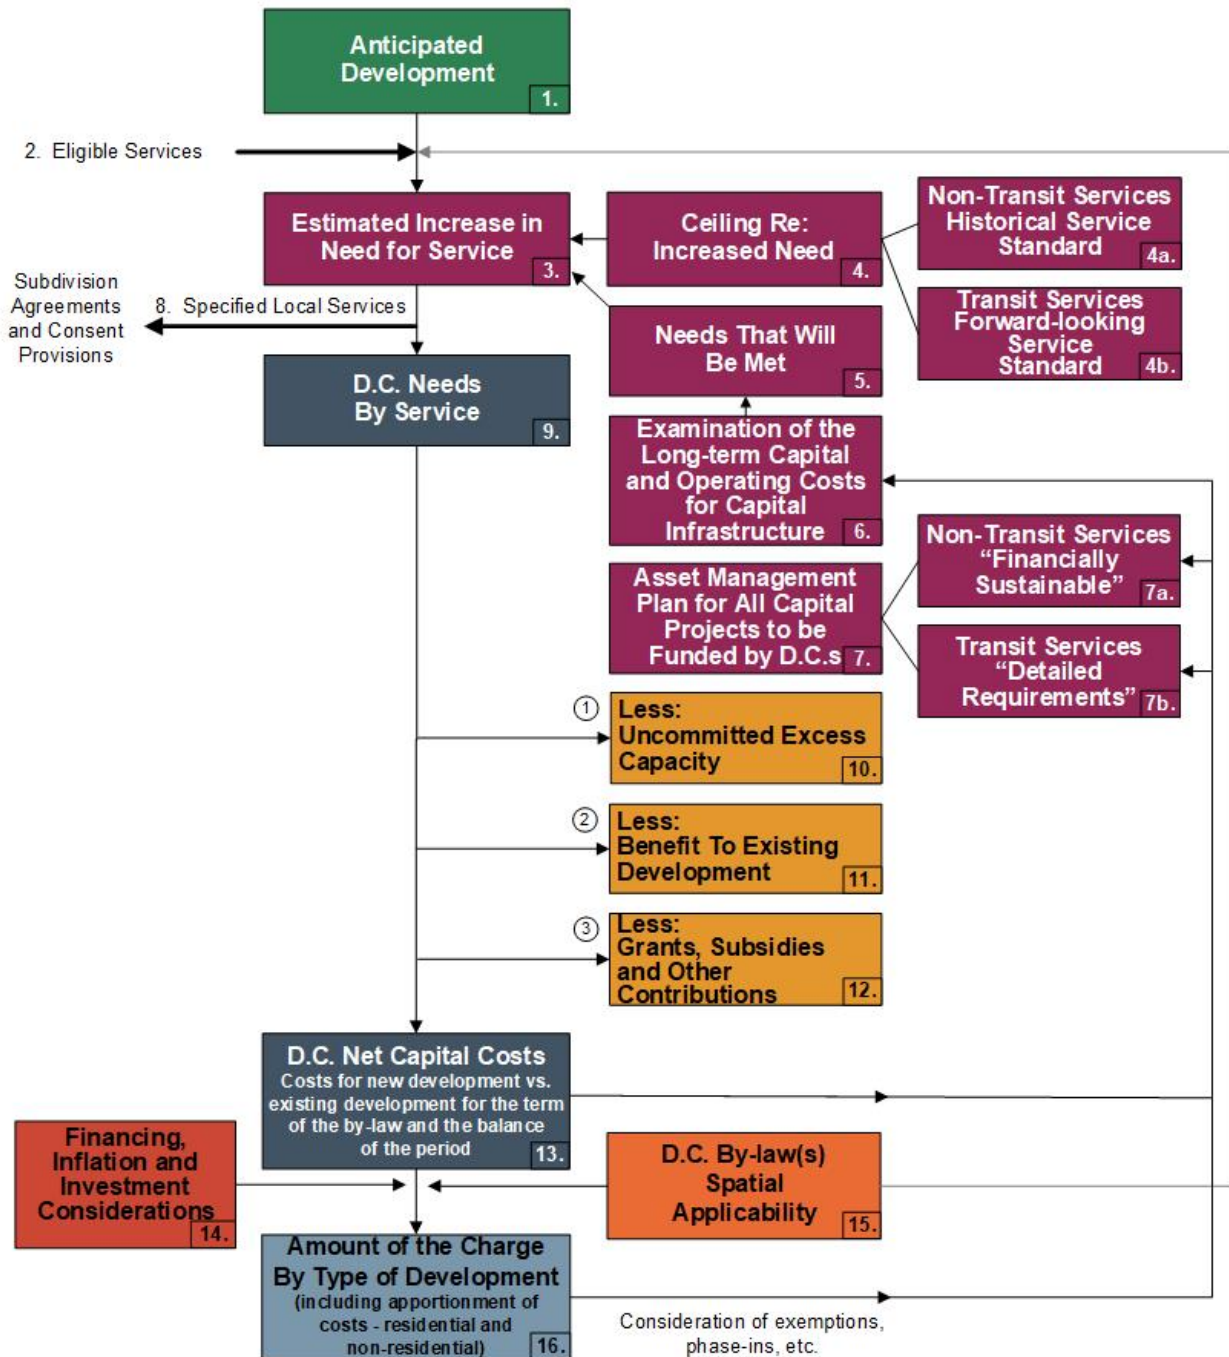 Anticipated
Development
1.
2. Eligible Services
Estimated Increase in
Need for Service
3.
Ceiling Re:
Increased Need
4.
Non-Transit Services
Historical Service
Standard
4a.
Transit Services
Forward-looking
Service
Standard
4b.
Subdivision
Agreements
and Consent
Provisions
8. Specified Local Services
Needs That Will
Be Met
5.
D.C. Needs
By Service
9.
Examination of the
Long-term Capital
and Operating Costs
for Capital
Infrastructure
6.
Asset Management
Plan for All Capital
Projects to be
Funded by D.C.s
7.
Non-Transit Services
“Financially
Sustainable”
7a.
Transit Services
“Detailed
Requirements”
7b.
1
Less:
Uncommitted Excess
Capacity
10.
2
Less:
Benefit To Existing
Development
11.
3
Less:
Grants, Subsidies
and Other
Contributions
12.
D.C. Net Capital Costs
Costs for new development vs.
existing development for the term
of the by-law and the balance
of the period
13.
Financing,
Inflation and
Investment
Considerations
14.
D.C. By-law(s)
Spatial
Applicability
15.
Amount of the Charge
By Type of Development
(including apportionment of
costs - residential and
non-residential)
16.
Consideration of exemptions,
phase-ins, etc.